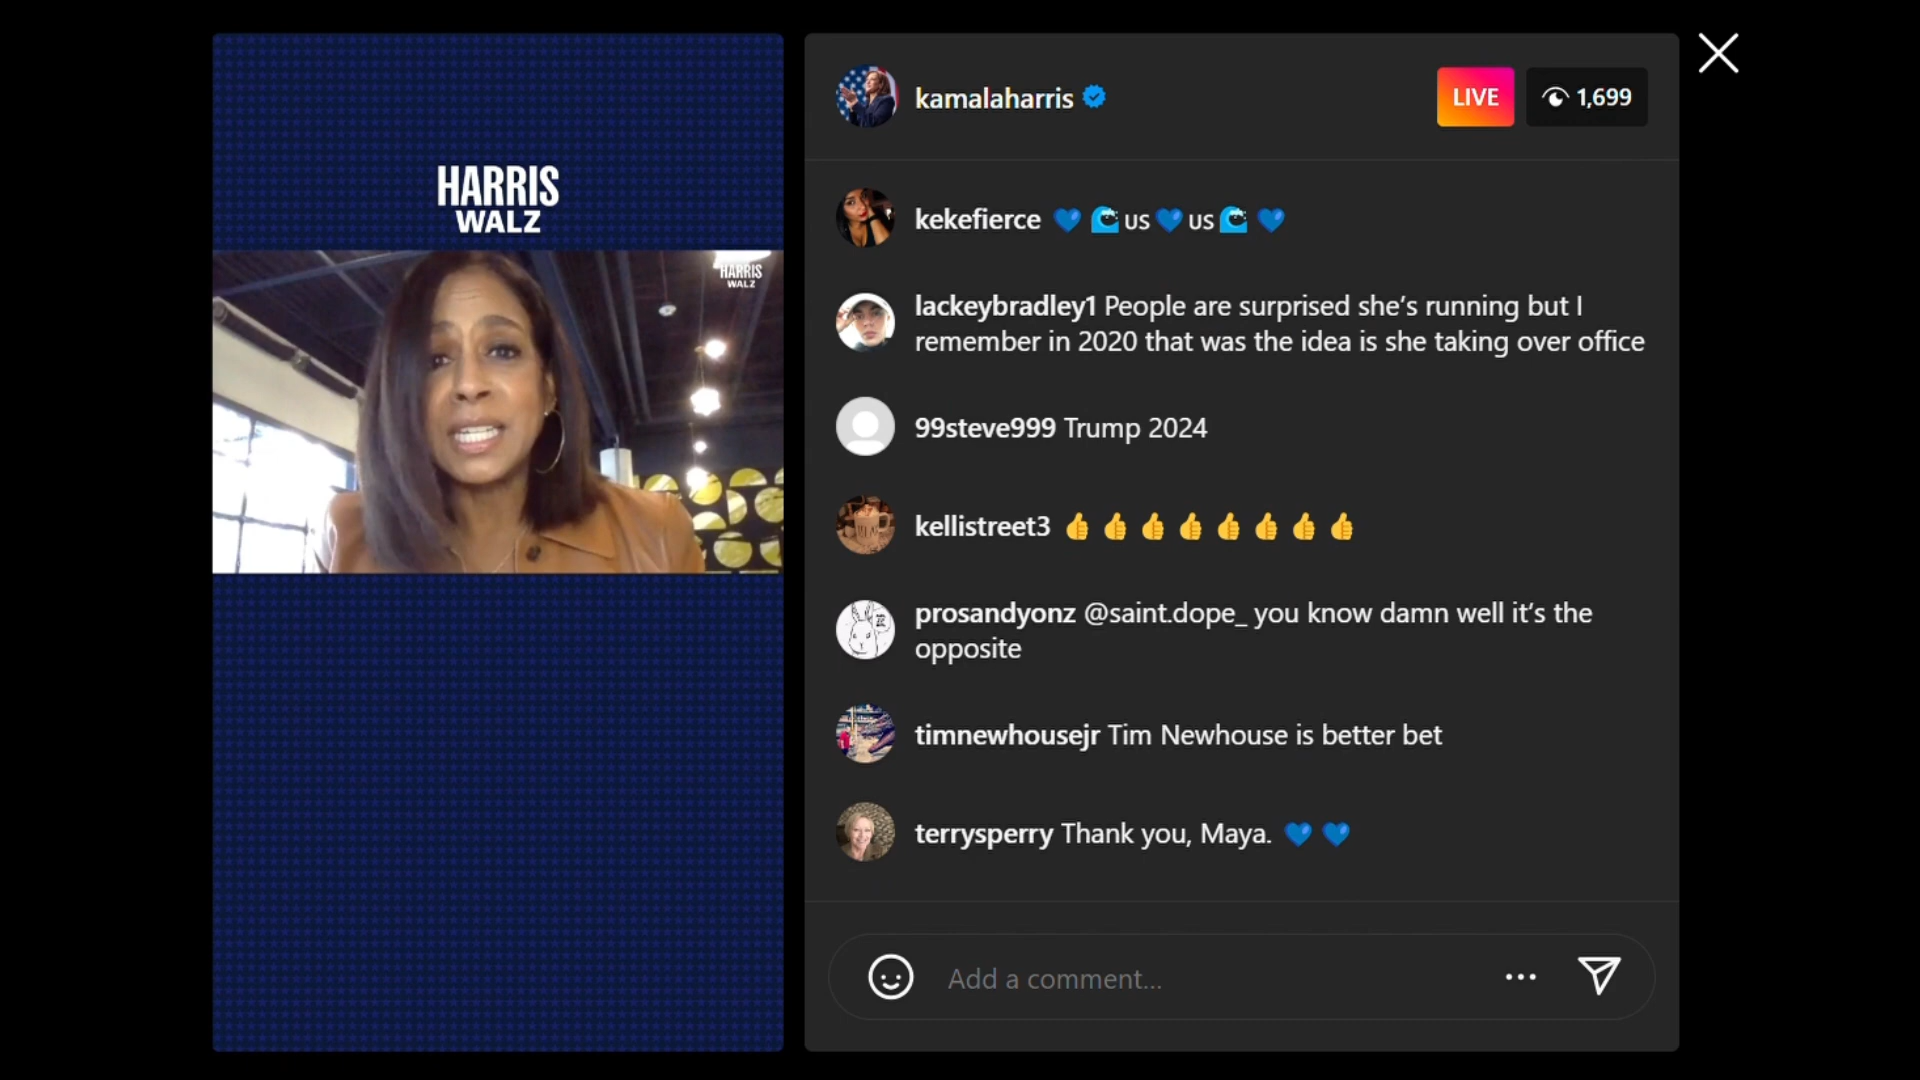 HARRIS
WALZ
HARRIS
WALZ
kamalaharris
LIVE
1,699
kekefierce 💙 🌊us💙us🌊 💙
lackeybradley1 People are surprised she’s running but I
remember in 2020 that was the idea is she taking over office
99steve999 Trump 2024
kellistreet3 👍👍👍👍👍👍👍👍
prosandyonz @saint.dope_ you know damn well it’s the
opposite
timnewhousejr Tim Newhouse is better bet
terrysperry Thank you, Maya. 💙💙
Add a comment...